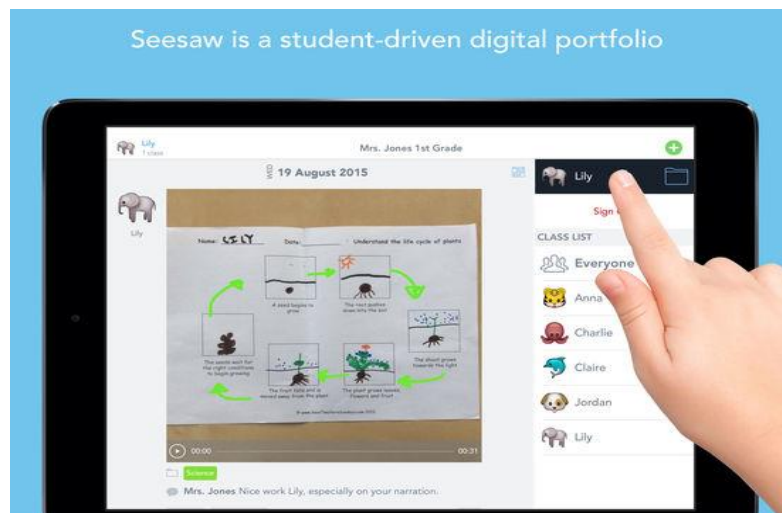 Seesaw is a student-driven digital portfolio
Lily
1 class
Mrs. Jones 1st Grade
WED 19 August 2015
Lily
Name: LILY Date: Understand the life cycle of plants
A seed begins to
grow
The root pushes
down into the soil
The shoot grows
towards the light
The plant grows leaves,
flowers and fruit
The fruit falls and is
moved away from the plant
The seeds wait for
the right conditions
to begin growing
00:00
00:31
Science
Mrs. Jones Nice work Lily, especially on your narration.
Lily
Sign
CLASS LIST
Everyone
Anna
Charlie
Claire
Jordan
Lily